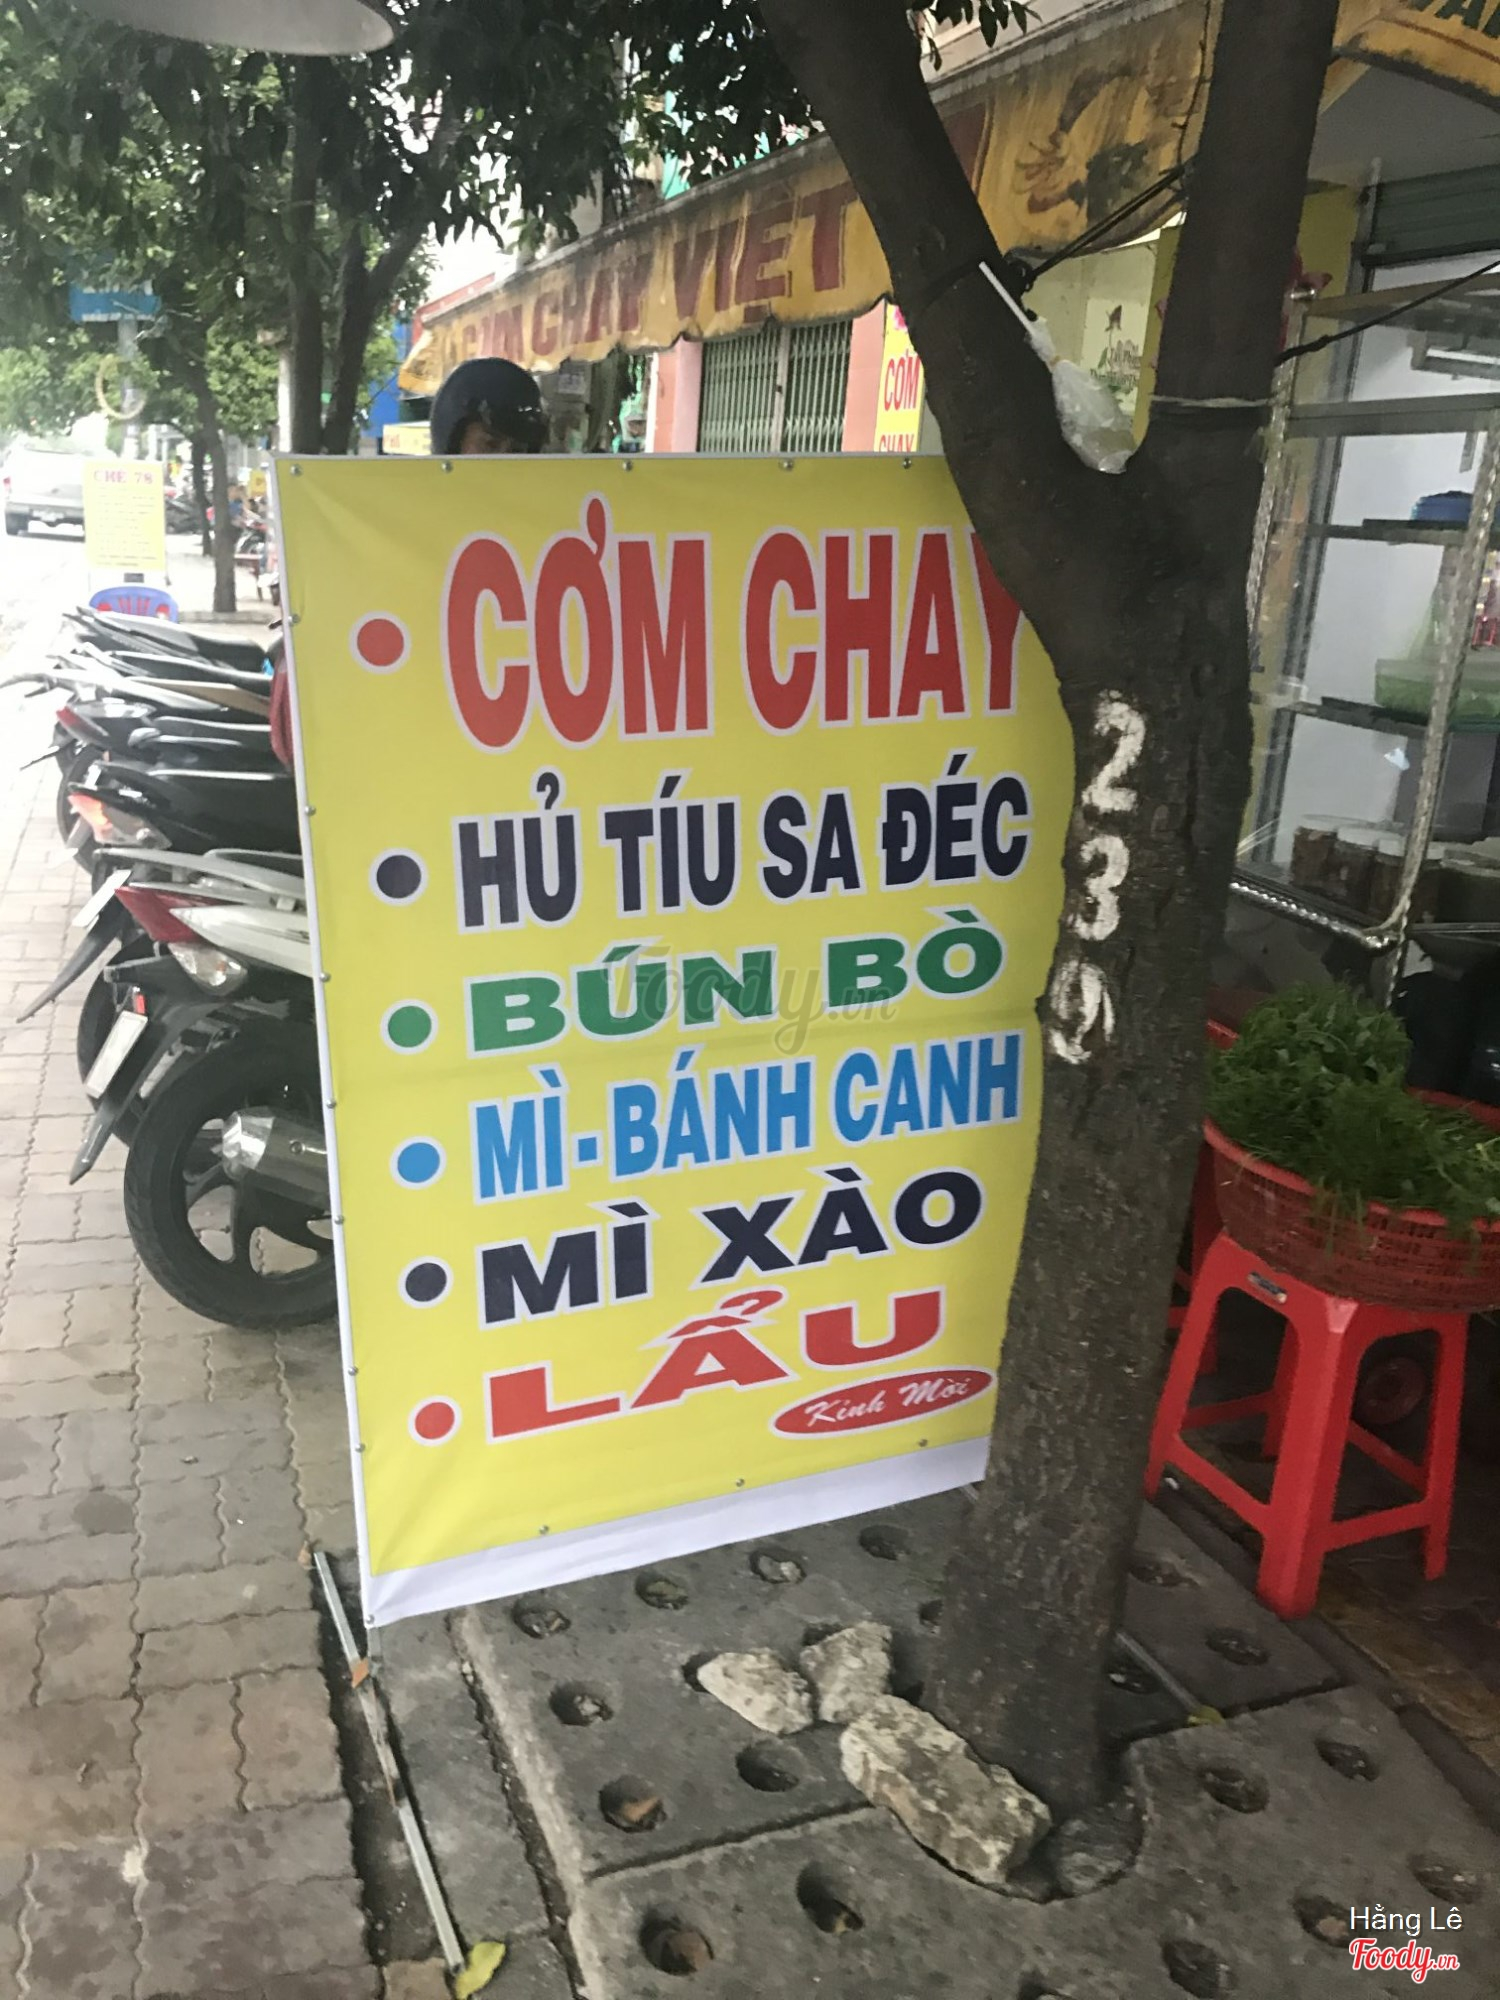 CHAY VIỆT
CƠM
CHAY
CHÈ 78
• CƠM CHAY
• HỦ TÍU SA ĐÉC
• BÚN BÒ
• MÌ - BÁNH CANH
• MÌ XÀO
• LẨU
Kính Mời
Foody.vn
Hằng Lê
Foody.vn